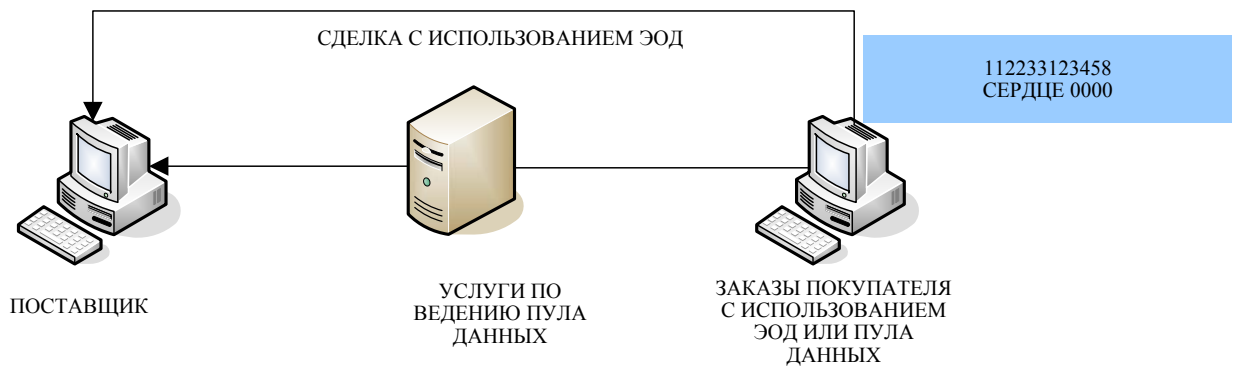 СДЕЛКА С ИСПОЛЬЗОВАНИЕМ ЭОД
112233123458
СЕРДЦЕ 0000
ПОСТАВЩИК
УСЛУГИ ПО
ВЕДЕНИЮ ПУЛА
ДАННЫХ
ЗАКАЗЫ ПОКУПАТЕЛЯ
С ИСПОЛЬЗОВАНИЕМ
ЭОД ИЛИ ПУЛА
ДАННЫХ